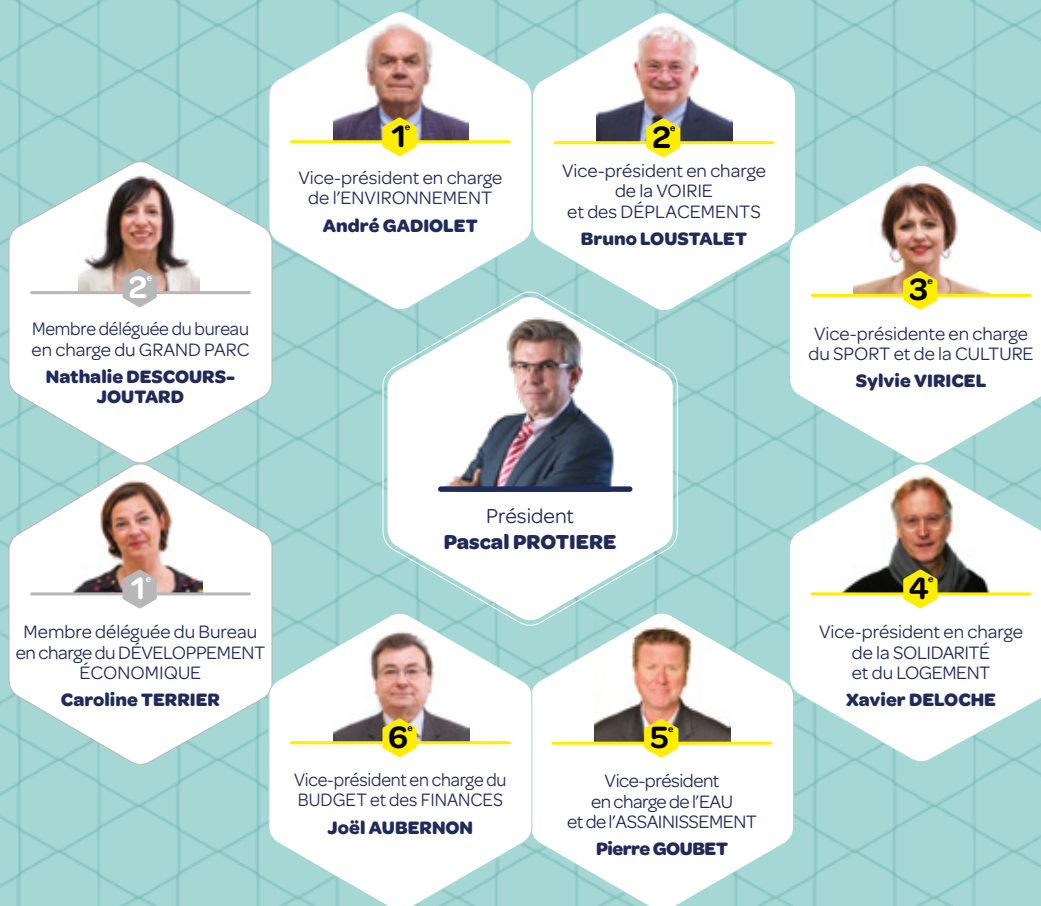 1e
Vice-président en charge
de l'ENVIRONNEMENT
André GADIOLET
2e
Vice-président en charge
de la VOIRIE
et des DÉPLACEMENTS
Bruno LOUSTALET
3e
Vice-présidente en charge
du SPORT et de la CULTURE
Sylvie VIRICEL
4e
Vice-président en charge
de la SOLIDARITÉ
et du LOGEMENT
Xavier DELOCHE
5e
Vice-président
en charge de l'EAU
et de l'ASSAINISSEMENT
Pierre GOUBET
6e
Vice-président en charge du
BUDGET et des FINANCES
Joël AUBERNON
1e
Membre déléguée du Bureau
en charge du DÉVELOPPEMENT
ÉCONOMIQUE
Caroline TERRIER
2e
Membre déléguée du bureau
en charge du GRAND PARC
Nathalie DESCOURS-
JOUTARD
Président
Pascal PROTIERE